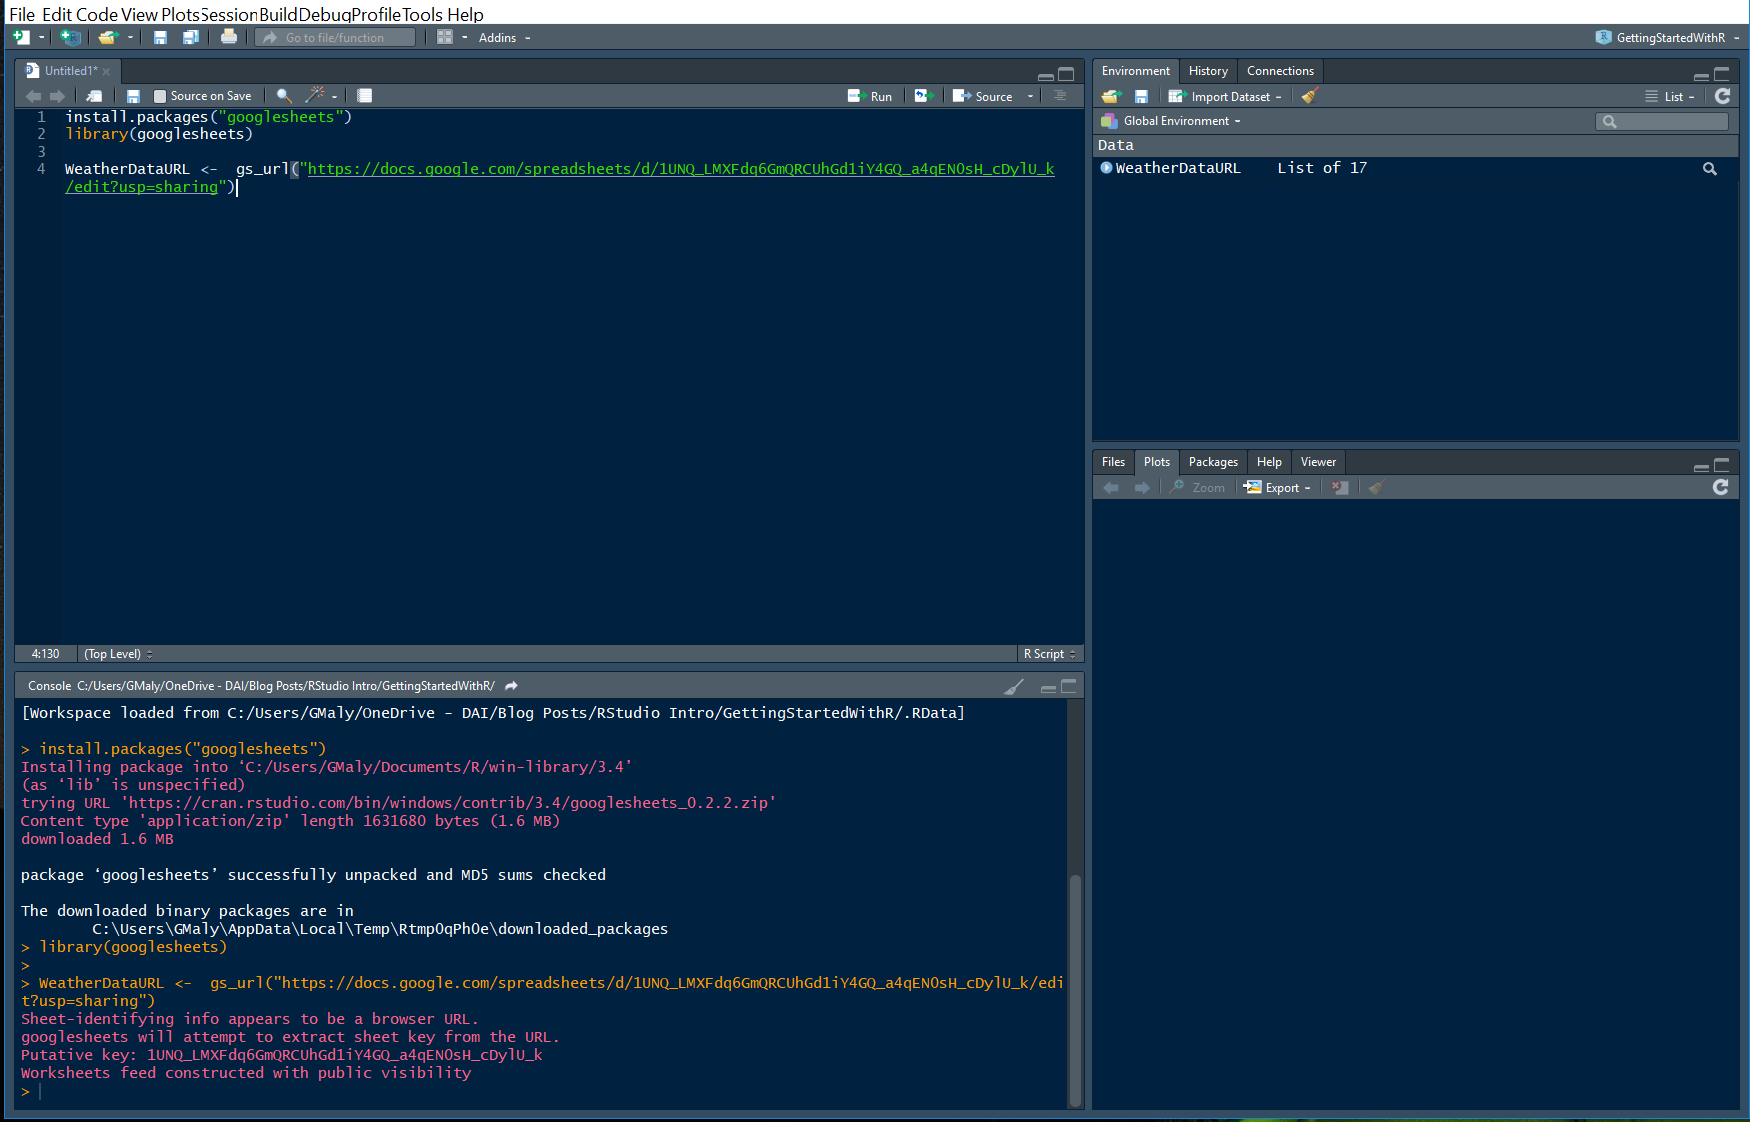 File Edit Code View Plots Session Build Debug Profile Tools Help
Go to file/function Addins GettingStartedWithR
Untitled1*
Source on Save Run Source
1 install.packages("googlesheets")
2 library(googlesheets)
3
4 WeatherDataURL <-  gs_url("https://docs.google.com/spreadsheets/d/1UNQ_LMXFdq6GmQRCUhGd1iY4GQ_a4qEN0sH_cDylU_k
/edit?usp=sharing")
4:130 (Top Level) R Script
Console C:/Users/GMaly/OneDrive - DAI/Blog Posts/RStudio Intro/GettingStartedWithR/
[Workspace loaded from C:/Users/GMaly/OneDrive - DAI/Blog Posts/RStudio Intro/GettingStartedWithR/.RData]
> install.packages("googlesheets")
Installing package into ‘C:/Users/GMaly/Documents/R/win-library/3.4’
(as ‘lib’ is unspecified)
trying URL 'https://cran.rstudio.com/bin/windows/contrib/3.4/googlesheets_0.2.2.zip'
Content type 'application/zip' length 1631680 bytes (1.6 MB)
downloaded 1.6 MB
package ‘googlesheets’ successfully unpacked and MD5 sums checked
The downloaded binary packages are in
C:\Users\GMaly\AppData\Local\Temp\Rtmp0qPh0e\downloaded_packages
> library(googlesheets)
>
> WeatherDataURL <-  gs_url("https://docs.google.com/spreadsheets/d/1UNQ_LMXFdq6GmQRCUhGd1iY4GQ_a4qEN0sH_cDylU_k/edi
t?usp=sharing")
Sheet-identifying info appears to be a browser URL.
googlesheets will attempt to extract sheet key from the URL.
Putative key: 1UNQ_LMXFdq6GmQRCUhGd1iY4GQ_a4qEN0sH_cDylU_k
Worksheets feed constructed with public visibility
>
Environment History Connections
Import Dataset List
Global Environment
Data
WeatherDataURL List of 17
Files Plots Packages Help Viewer
Zoom Export